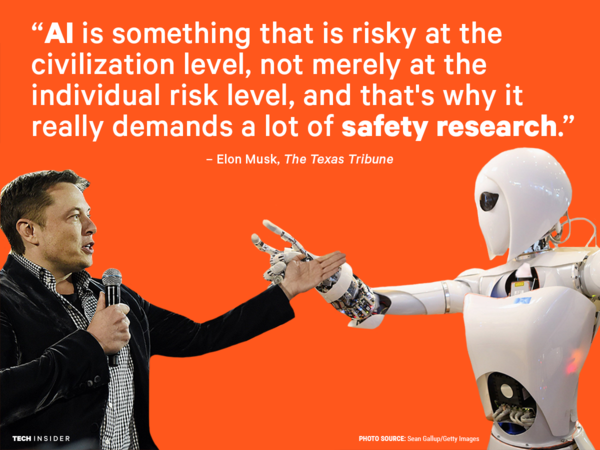 “AI is something that is risky at the
civilization level, not merely at the
individual risk level, and that's why it
really demands a lot of safety research.”
– Elon Musk, The Texas Tribune
TECH INSIDER
PHOTO SOURCE: Sean Gallup/Getty Images